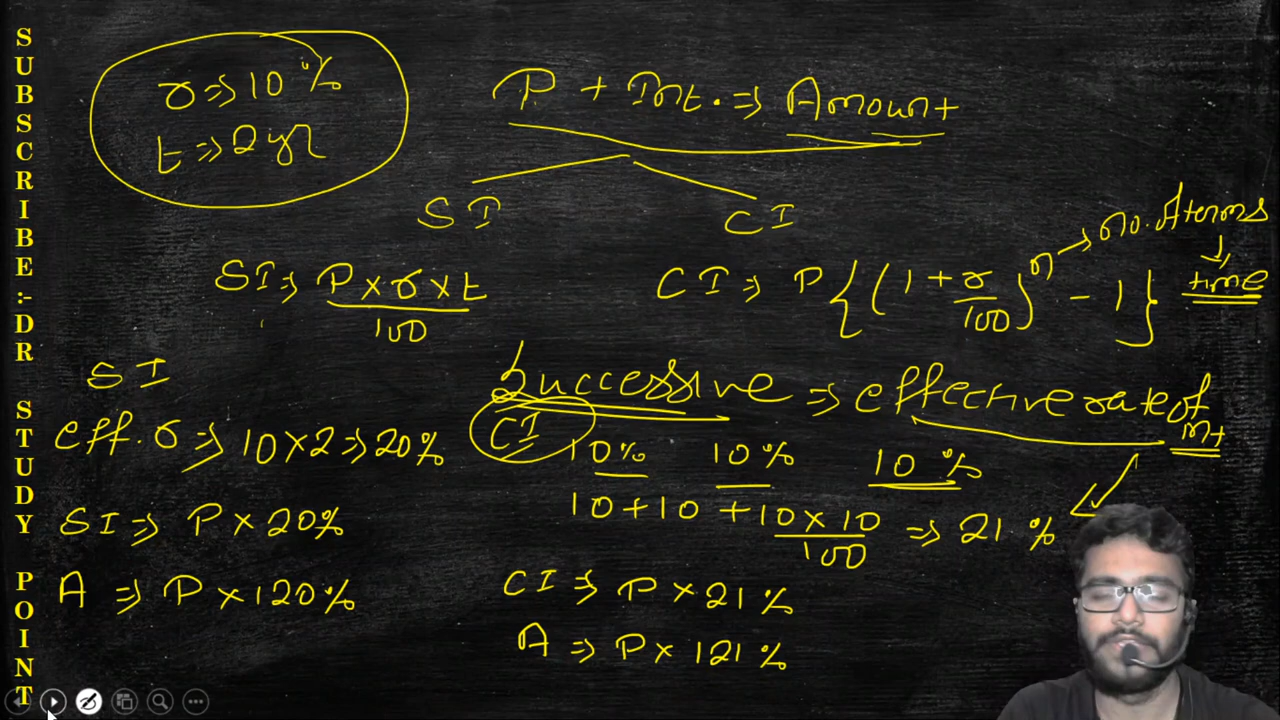 SUBSCRIBE :-DR STUDY POINT
r ⇒ 10%
t ⇒ 2yr
P + Int. ⇒ Amount
SI CI
SI ⇒ P × r × t / 100
CI ⇒ P { (1 + r/100)^n - 1 }
no. of terms
time
SI
Successive ⇒ effective rate of int
eff. r ⇒ 10 × 2 ⇒ 20%
CI 10% 10% 10%
10 + 10 + 10 × 10 / 100 ⇒ 21%
SI ⇒ P × 20%
A ⇒ P × 120%
CI ⇒ P × 21%
A ⇒ P × 121%